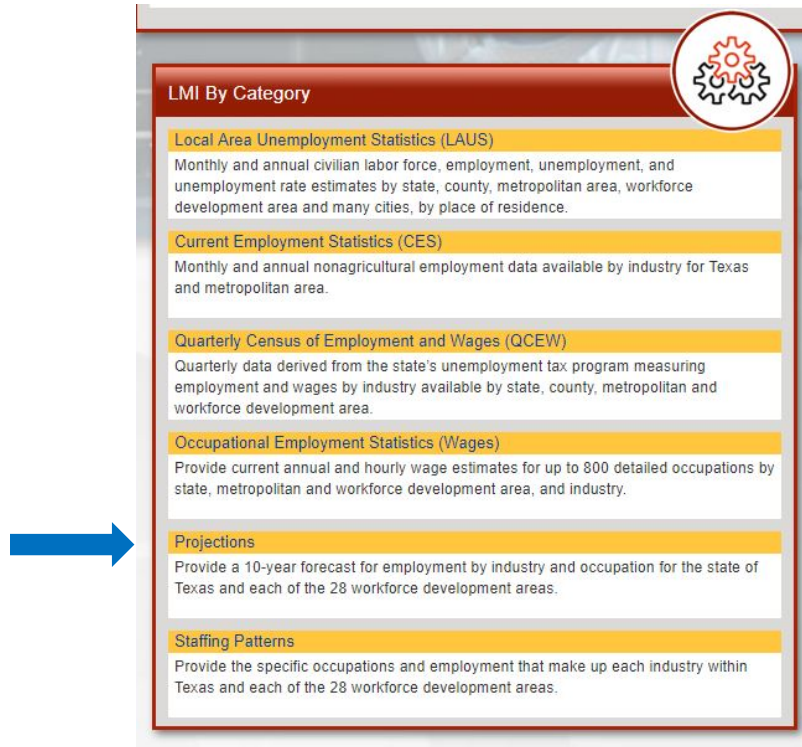 LMI By Category
Local Area Unemployment Statistics (LAUS)
Monthly and annual civilian labor force, employment, unemployment, and
unemployment rate estimates by state, county, metropolitan area, workforce
development area and many cities, by place of residence.
Current Employment Statistics (CES)
Monthly and annual nonagricultural employment data available by industry for Texas
and metropolitan area.
Quarterly Census of Employment and Wages (QCEW)
Quarterly data derived from the state's unemployment tax program measuring
employment and wages by industry available by state, county, metropolitan and
workforce development area.
Occupational Employment Statistics (Wages)
Provide current annual and hourly wage estimates for up to 800 detailed occupations by
state, metropolitan and workforce development area, and industry.
Projections
Provide a 10-year forecast for employment by industry and occupation for the state of
Texas and each of the 28 workforce development areas.
Staffing Patterns
Provide the specific occupations and employment that make up each industry within
Texas and each of the 28 workforce development areas.